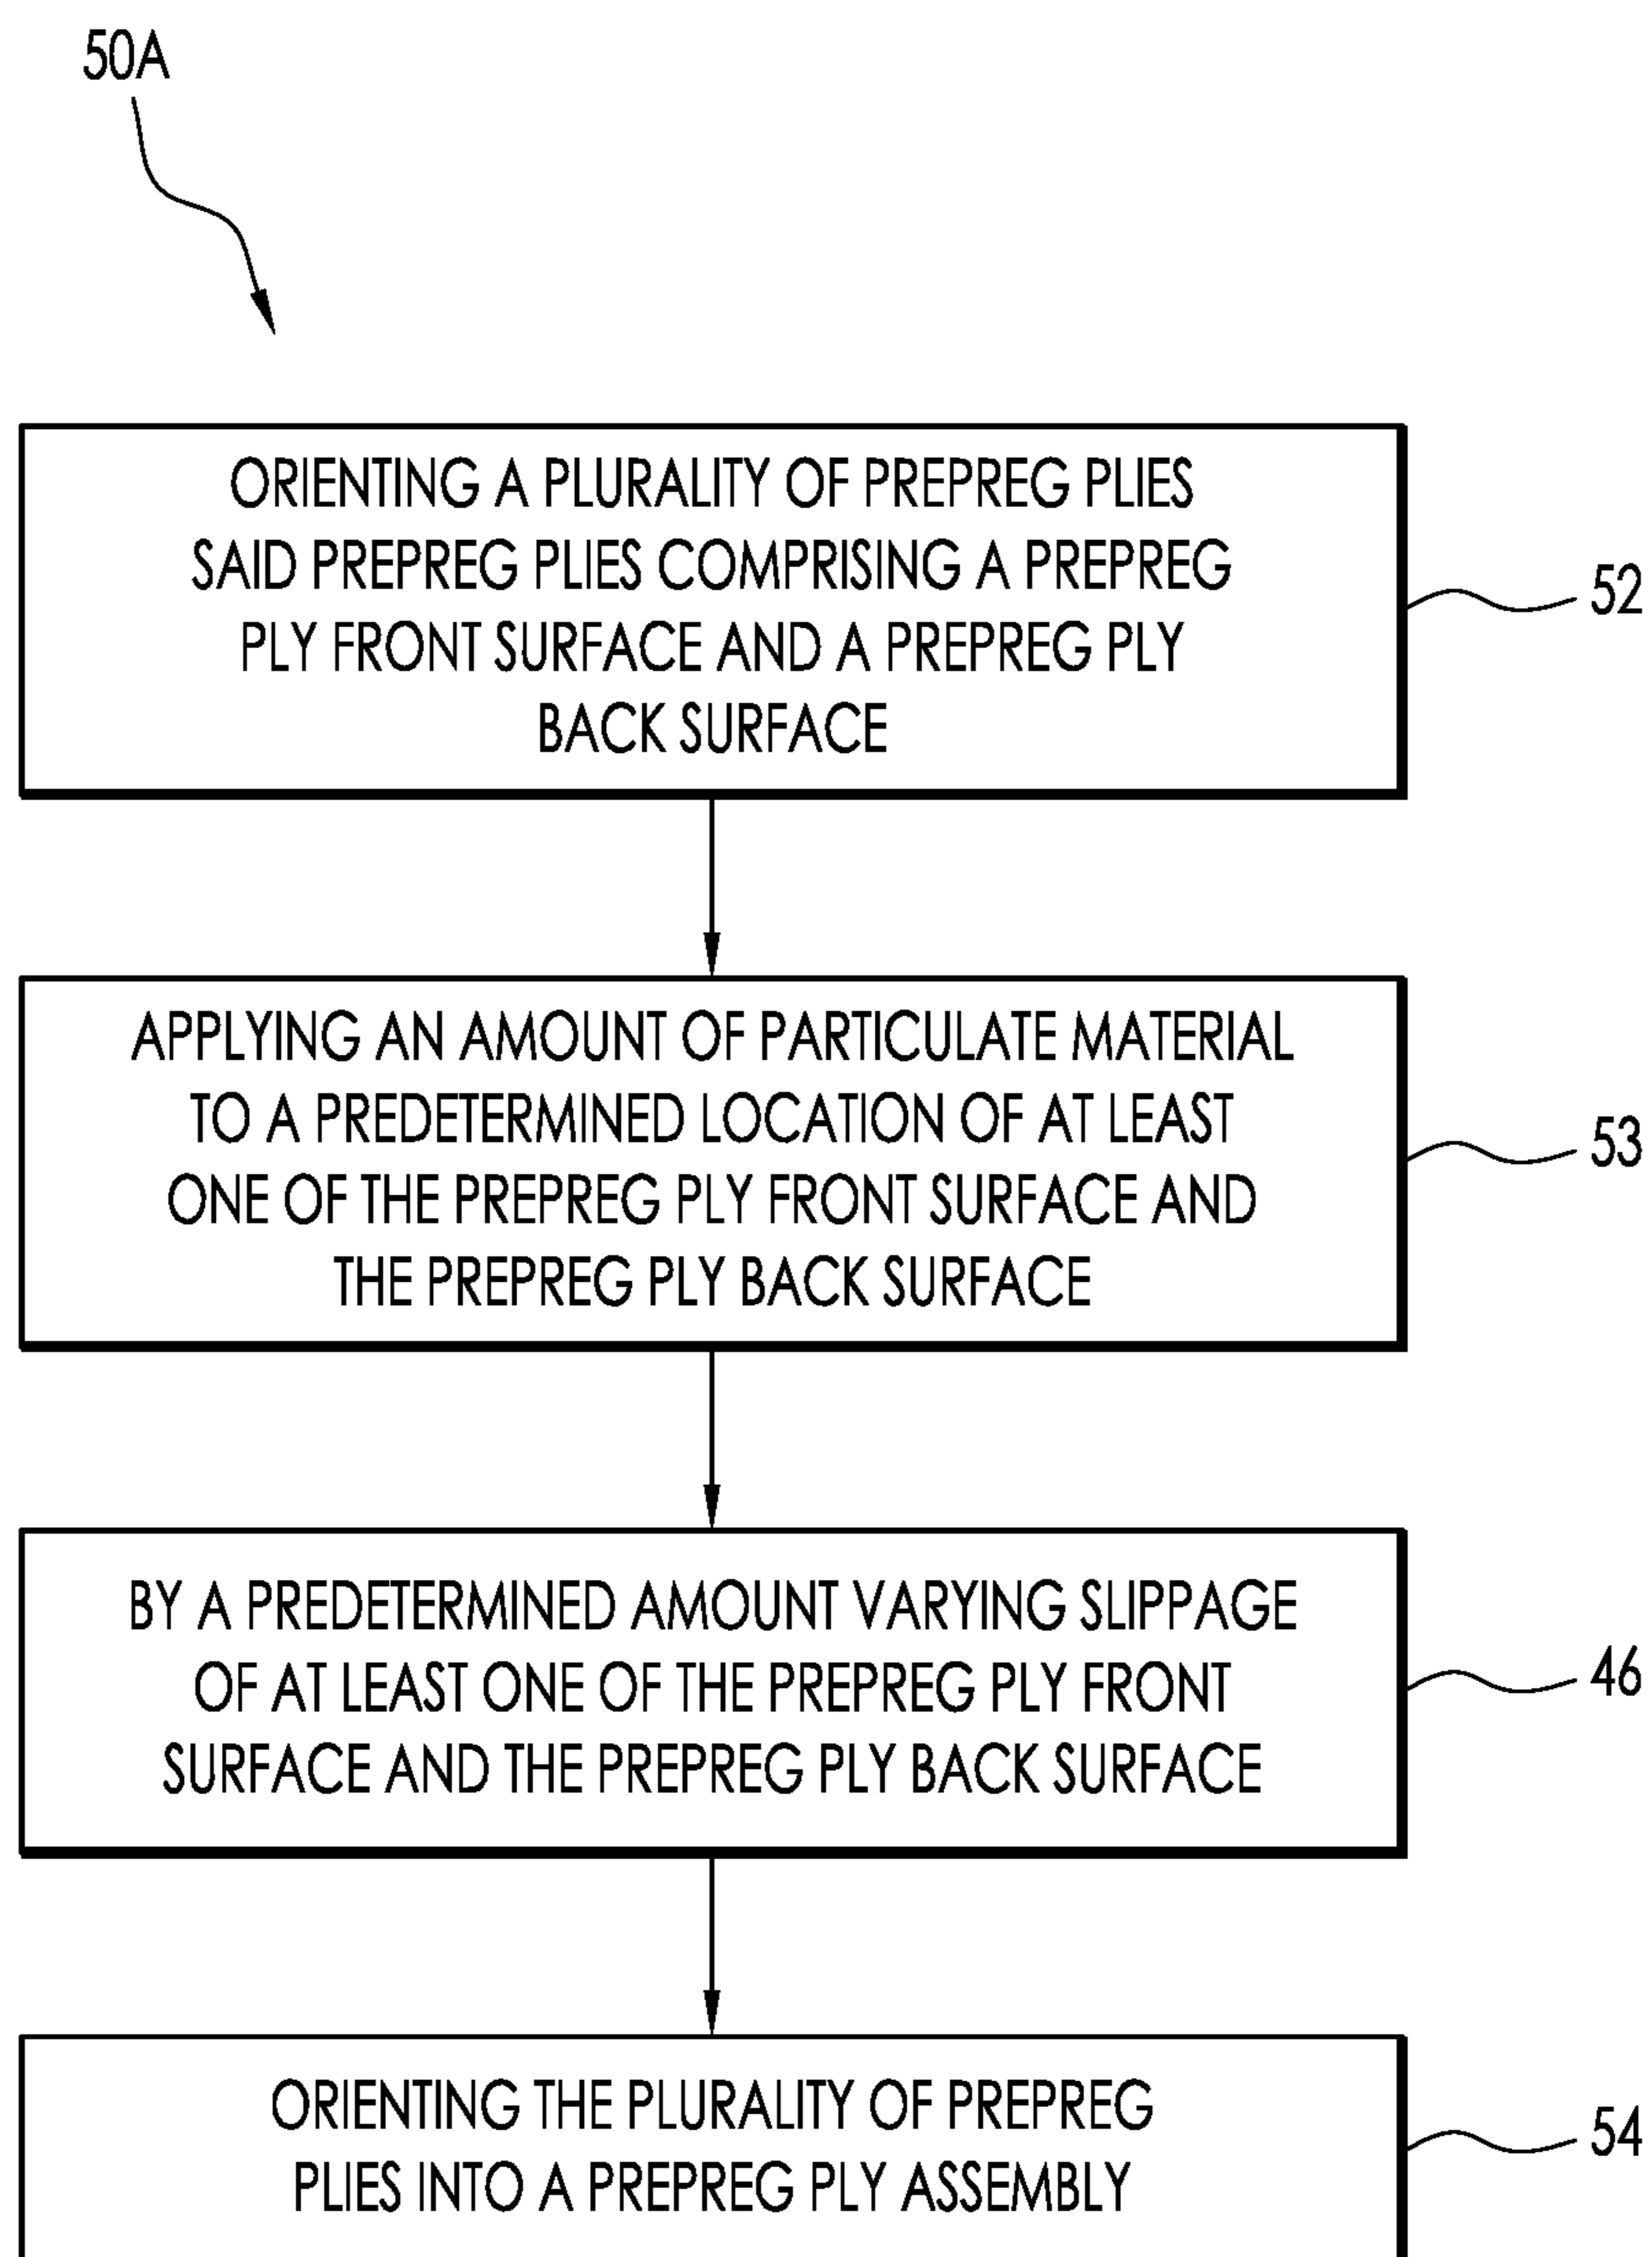 50A
ORIENTING A PLURALITY OF PREPREG PLIES
SAID PREPREG PLIES COMPRISING A PREPREG
PLY FRONT SURFACE AND A PREPREG PLY
BACK SURFACE
52
APPLYING AN AMOUNT OF PARTICULATE MATERIAL
TO A PREDETERMINED LOCATION OF AT LEAST
ONE OF THE PREPREG PLY FRONT SURFACE AND
THE PREPREG PLY BACK SURFACE
53
BY A PREDETERMINED AMOUNT VARYING SLIPPAGE
OF AT LEAST ONE OF THE PREPREG PLY FRONT
SURFACE AND THE PREPREG PLY BACK SURFACE
46
ORIENTING THE PLURALITY OF PREPREG
PLIES INTO A PREPREG PLY ASSEMBLY
54